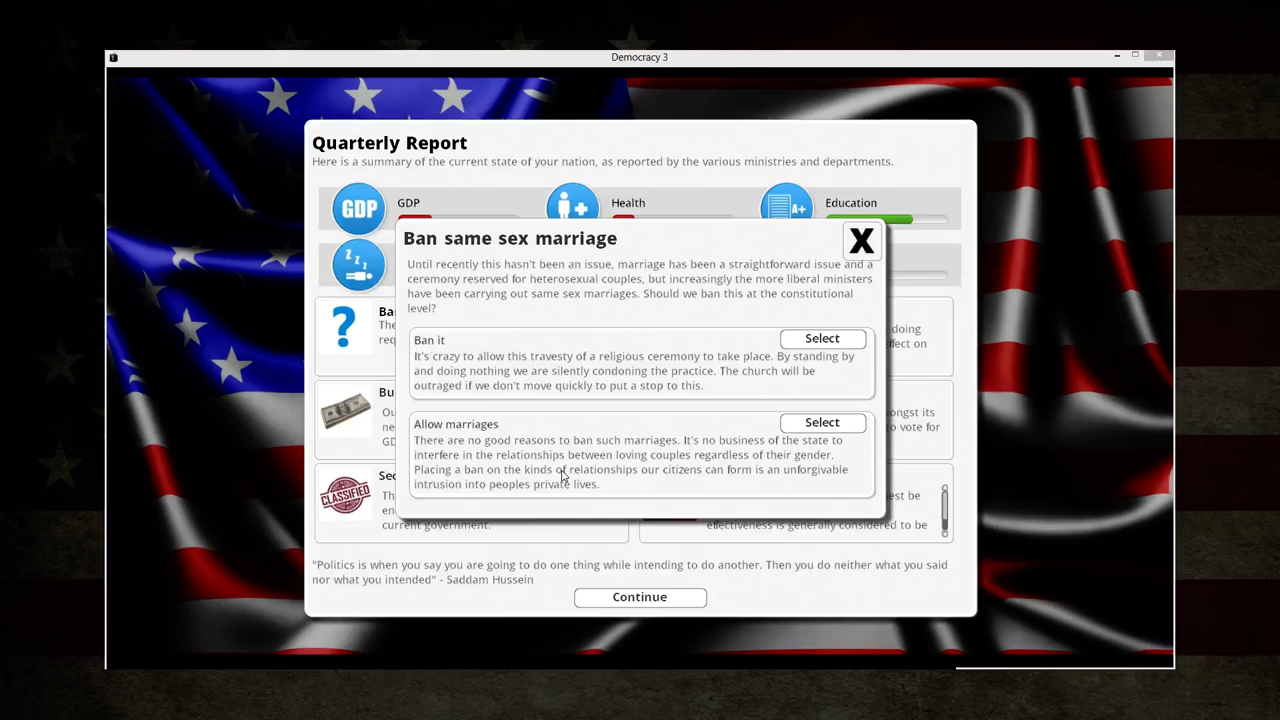 Democracy 3
Quarterly Report
Here is a summary of the current state of your nation, as reported by the various ministries and departments.
GDP
GDP
Health
A+
Education
Z Z Z
Ban same sex marriage
X
Until recently this hasn't been an issue, marriage has been a straightforward issue and a
ceremony reserved for heterosexual couples, but increasingly the more liberal ministers
have been carrying out same sex marriages. Should we ban this at the constitutional
level?
Ban it
Select
It's crazy to allow this travesty of a religious ceremony to take place. By standing by
and doing nothing we are silently condoning the practice. The church will be
outraged if we don't move quickly to put a stop to this.
Allow marriages
Select
There are no good reasons to ban such marriages. It's no business of the state to
interfere in the relationships between loving couples regardless of their gender.
Placing a ban on the kinds of relationships our citizens can form is an unforgivable
intrusion into peoples private lives.
?
doing
CLASSIFIED
current government.
ongst its
to vote for
effectiveness is generally considered to be
"Politics is when you say you are going to do one thing while intending to do another. Then you do neither what you said
nor what you intended" - Saddam Hussein
Continue